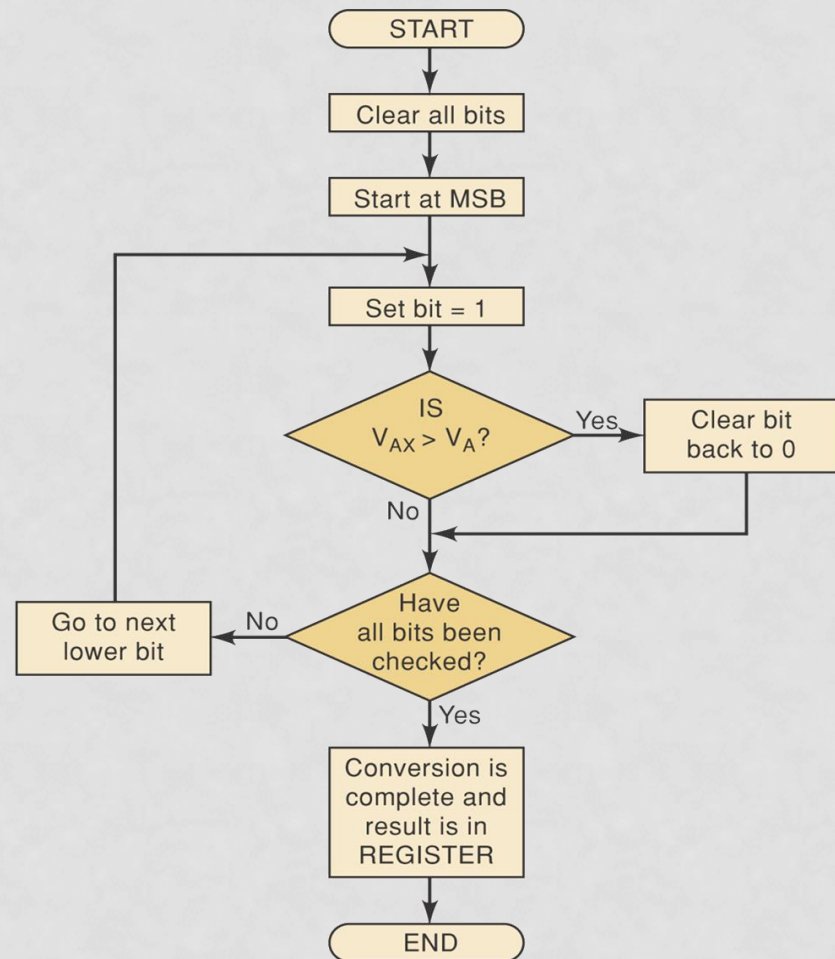 START
Clear all bits
Start at MSB
Set bit = 1
IS
V_AX > V_A?
Yes
Clear bit
back to 0
No
Have
all bits been
checked?
No
Go to next
lower bit
Yes
Conversion is
complete and
result is in
REGISTER
END